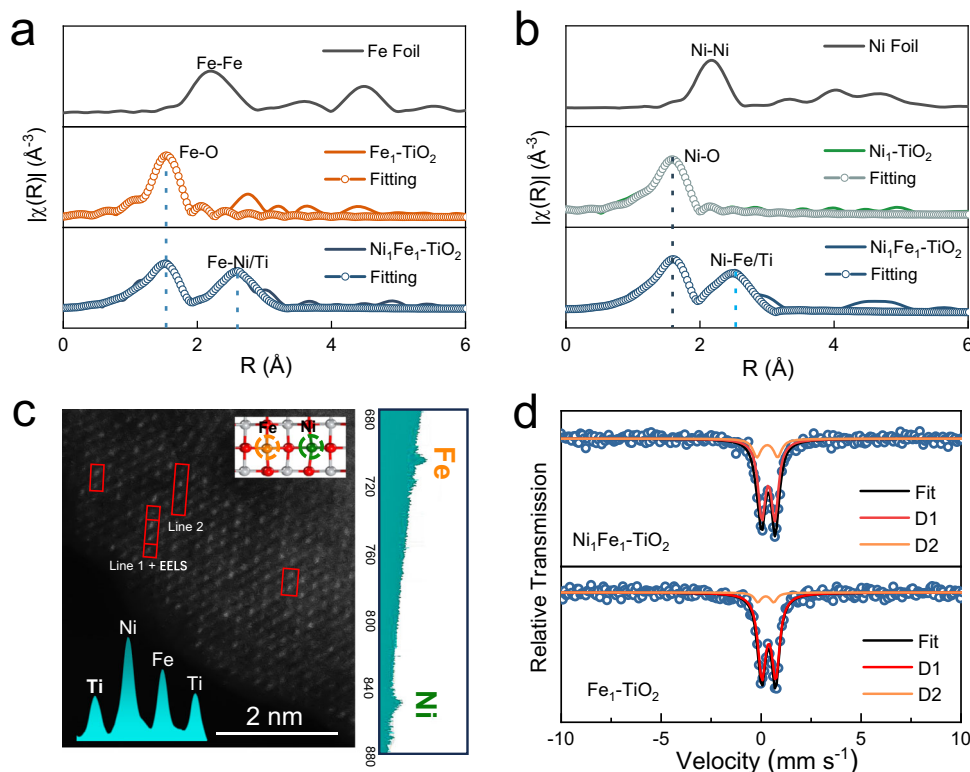 a
Fe Foil
Fe-Fe
Fe-O
Fe₁-TiO₂
Fitting
Fe-Ni/Ti
Ni₁Fe₁-TiO₂
Fitting
|χ(R)| (Å⁻³)
0 2 4 6
R (Å)
b
Ni Foil
Ni-Ni
Ni-O
Ni₁-TiO₂
Fitting
Ni-Fe/Ti
Ni₁Fe₁-TiO₂
Fitting
|χ(R)| (Å⁻³)
0 2 4 6
R (Å)
c
Fe Ni
Line 2
Line 1 + EELS
Ni
Fe
Ti
Ti
2 nm
680
720
760
800
840
880
Fe
Ni
d
Fit
D1
D2
Ni₁Fe₁-TiO₂
Fit
D1
D2
Fe₁-TiO₂
Relative Transmission
-10 -5 0 5 10
Velocity (mm s⁻¹)